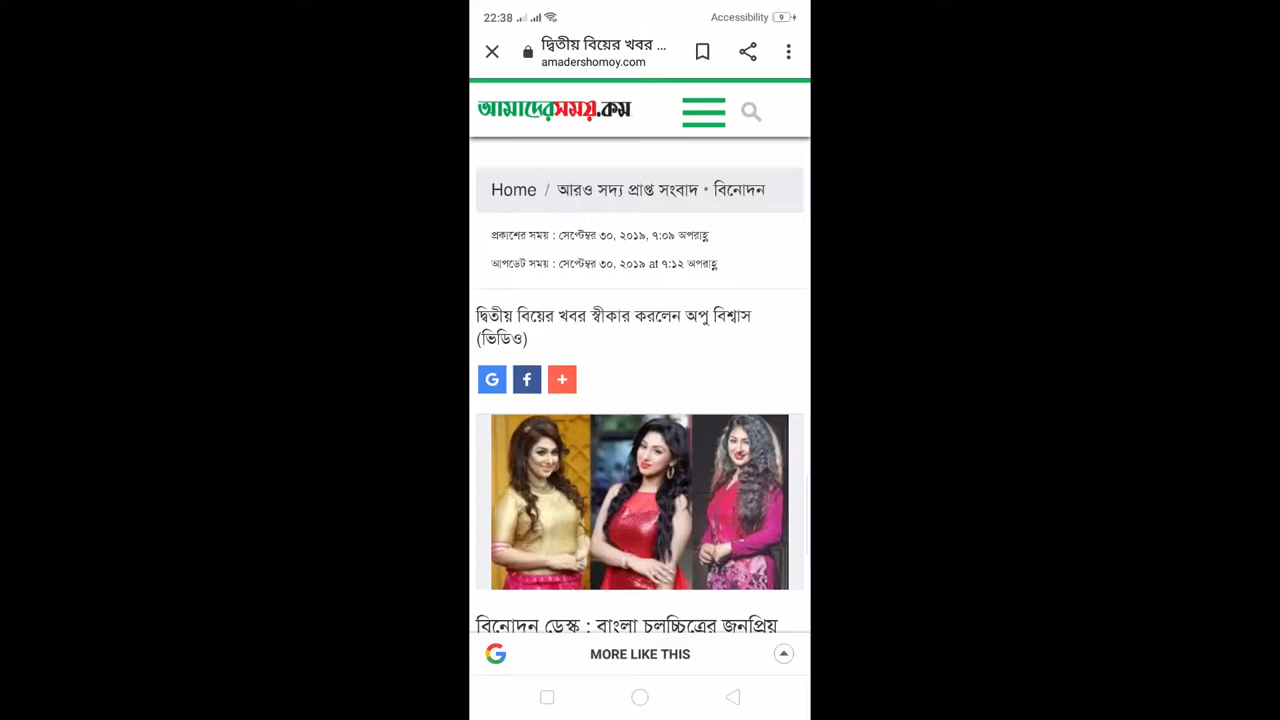 22:38 Accessibility 9
দ্বিতীয় বিয়ের খবর ...
amadershomoy.com
আমাদেরসময়.কম
Home / আরও সদ্য প্রাপ্ত সংবাদ • বিনোদন
প্রকাশের সময় : সেপ্টেম্বর ৩০, ২০১৯, ৭:০৯ অপরাহ্ণ
আপডেট সময় : সেপ্টেম্বর ৩০, ২০১৯ at ৭:১২ অপরাহ্ণ
দ্বিতীয় বিয়ের খবর স্বীকার করলেন অপু বিশ্বাস
(ভিডিও)
G f +
বিনোদন ডেস্ক : বাংলা চলচ্চিত্রের জনপ্রিয়
G MORE LIKE THIS